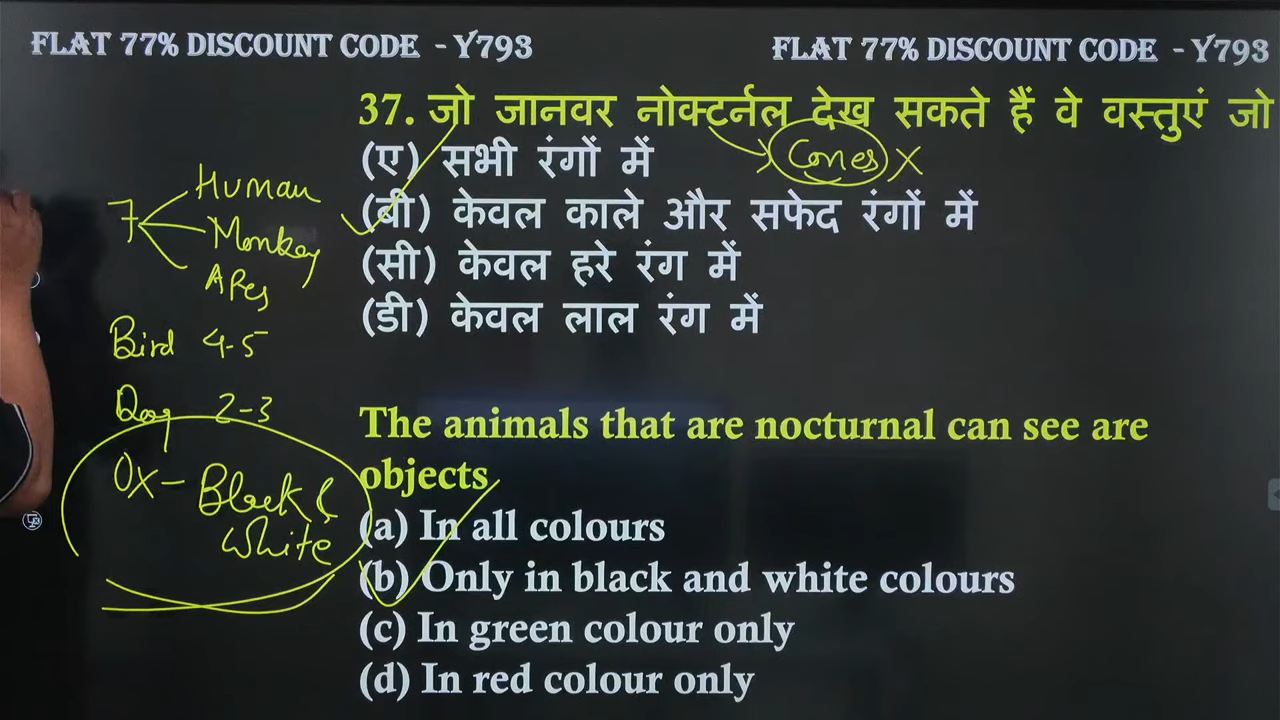 FLAT 77% DISCOUNT CODE - Y793
FLAT 77% DISCOUNT CODE - Y793
37. जो जानवर नोक्टर्नल देख सकते हैं वे वस्तुएं जो
(ए) सभी रंगों में
Cones X
(बी) केवल काले और सफेद रंगों में
(सी) केवल हरे रंग में
(डी) केवल लाल रंग में
7
Human
Monkey
Apes
Bird 4-5
Dog 2-3
Ox - Black &
White
The animals that are nocturnal can see are
objects
(a) In all colours
(b) Only in black and white colours
(c) In green colour only
(d) In red colour only